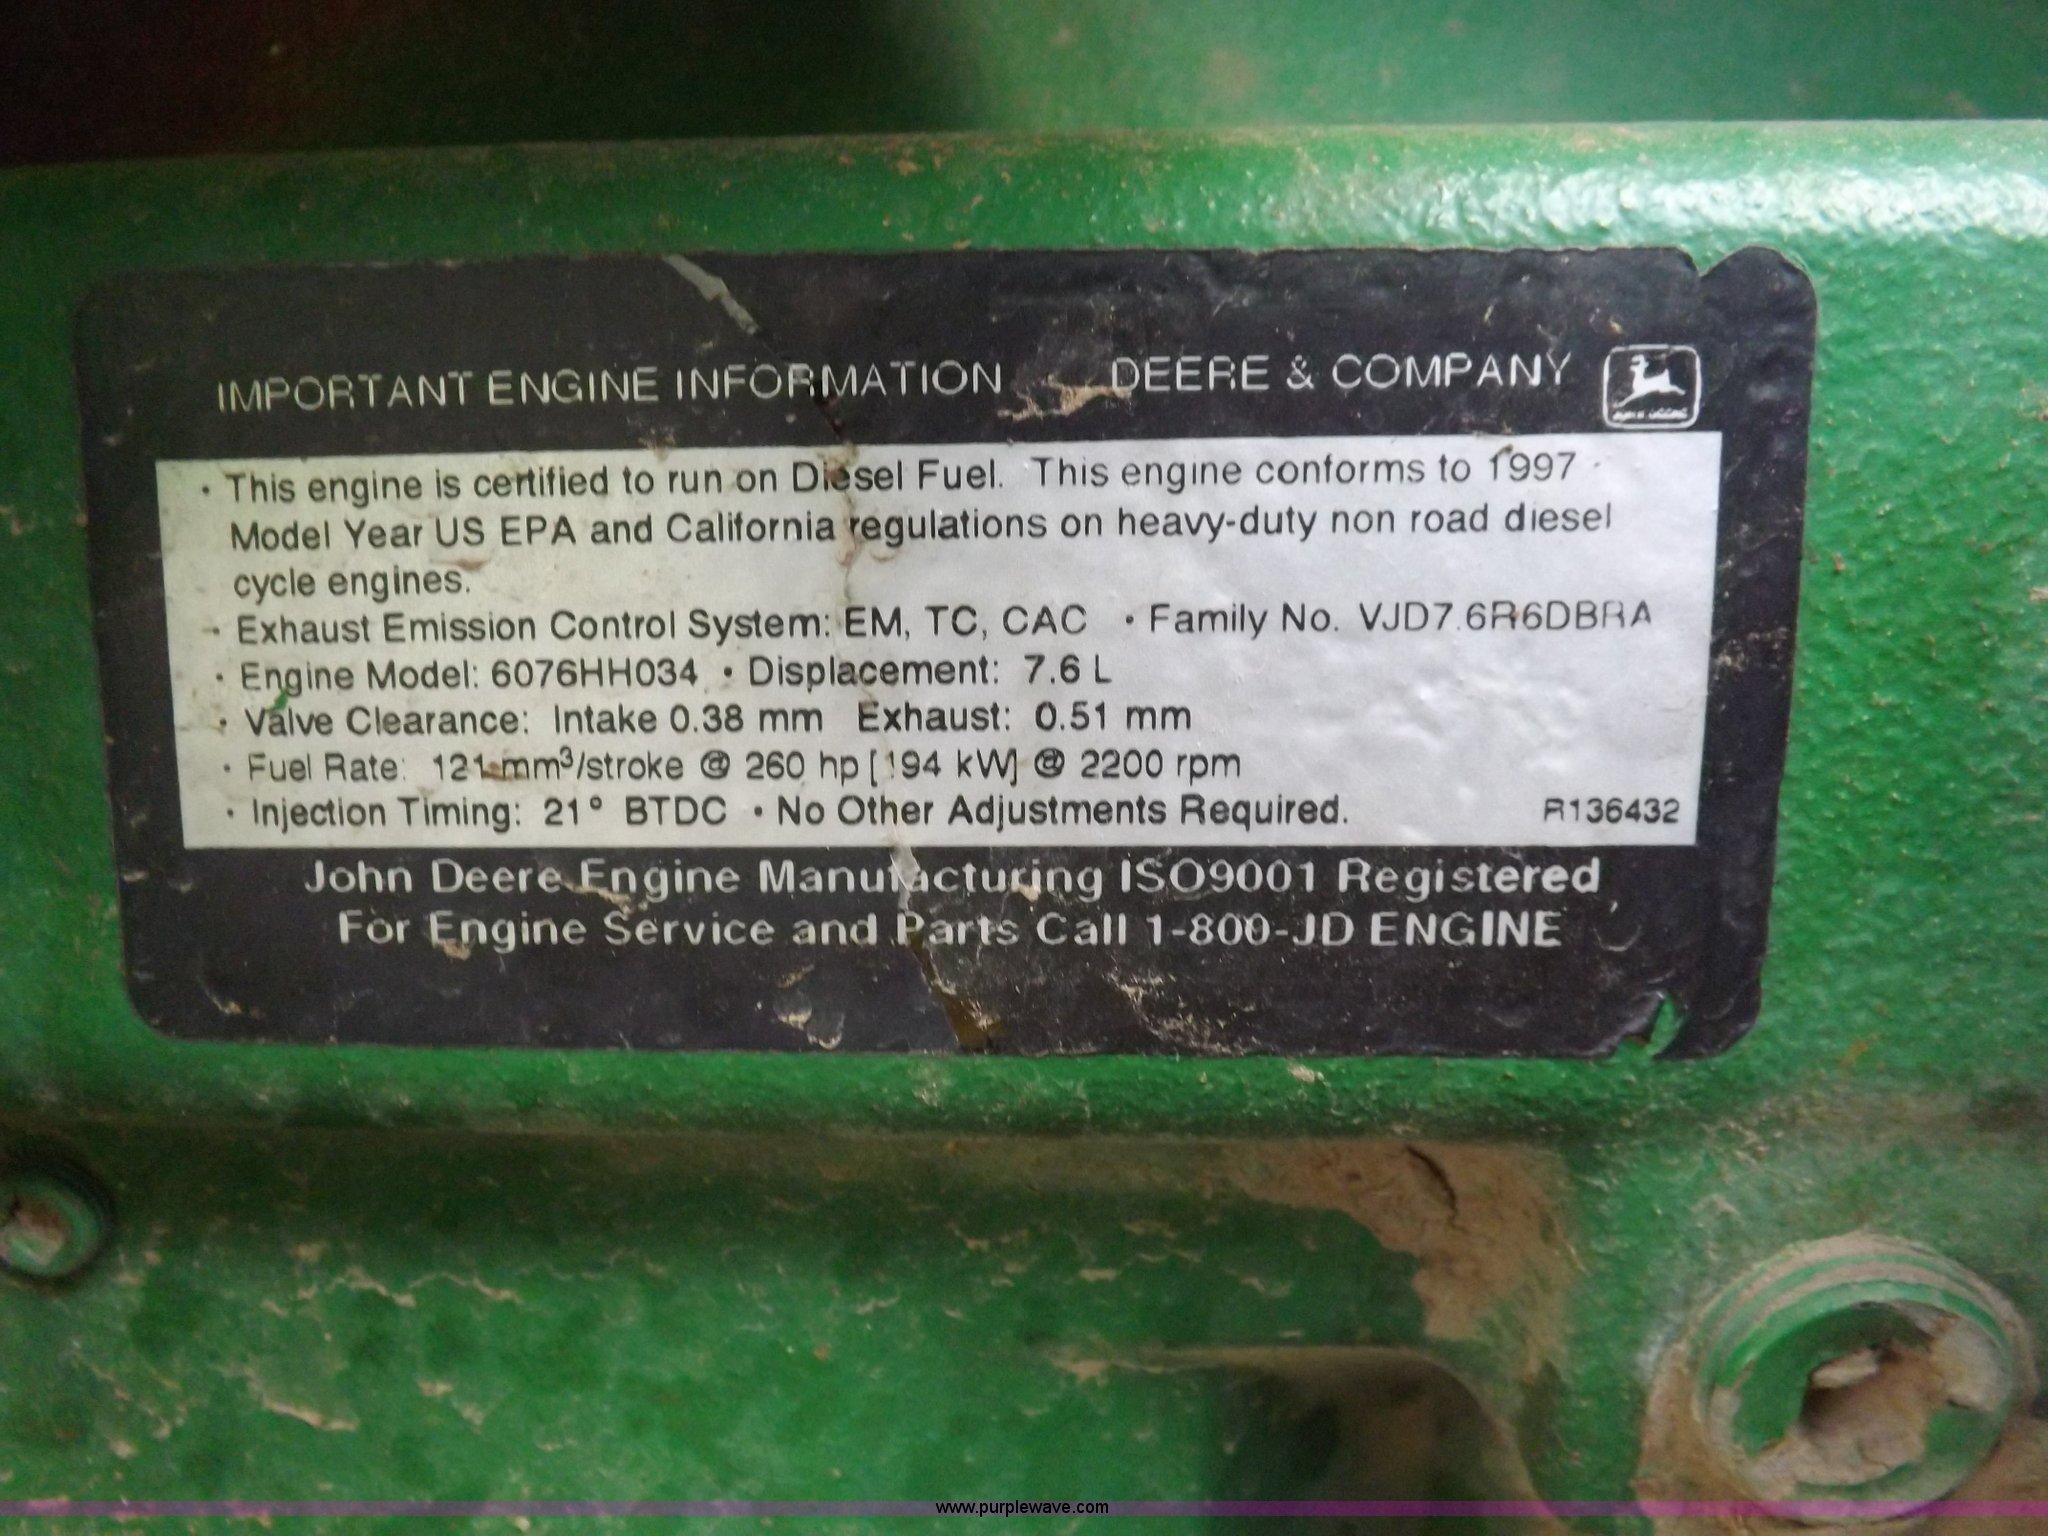 IMPORTANT ENGINE INFORMATION DEERE & COMPANY
JOHN DEERE
· This engine is certified to run on Diesel Fuel. This engine conforms to 1997
Model Year US EPA and California regulations on heavy-duty non road diesel
cycle engines.
· Exhaust Emission Control System: EM, TC, CAC · Family No. VJD7.6R6DBRA
· Engine Model: 6076HH034 · Displacement: 7.6 L
· Valve Clearance: Intake 0.38 mm Exhaust: 0.51 mm
· Fuel Rate: 121 mm³/stroke @ 260 hp [194 kW] @ 2200 rpm
· Injection Timing: 21° BTDC · No Other Adjustments Required. R136432
John Deere Engine Manufacturing ISO9001 Registered
For Engine Service and Parts Call 1-800-JD ENGINE
www.purplewave.com